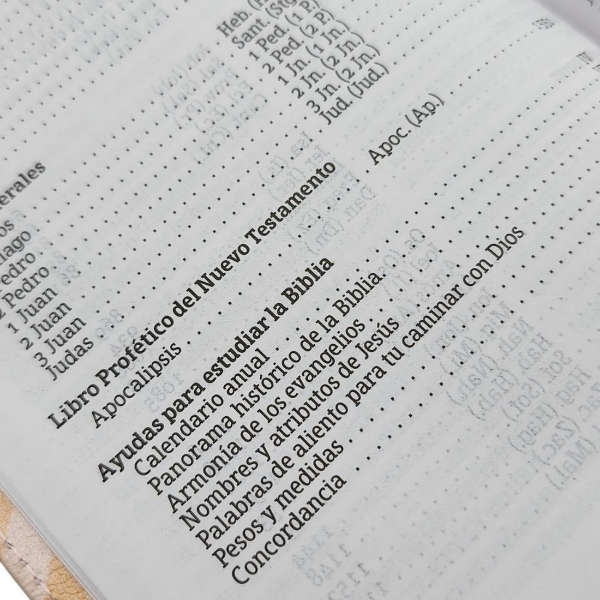 Sant. (Stg.)
1 Ped. (1 P.)
2 Ped. (2 P.)
1 Jn. (1 Jn.)
2 Jn. (2 Jn.)
3 Jn. (3 Jn.)
Jud. (Jud.)
Pedro
2 Pedro
1 Juan
2 Juan
3 Juan
Judas
Libro Profético del Nuevo Testamento
Apocalipsis Apoc. (Ap.)
Ayudas para estudiar la Biblia
Calendario anual
Panorama histórico de la Biblia
Armonía de los evangelios
Nombres y atributos de Jesús
Palabras de aliento para tu caminar con Dios
Pesos y medidas
Concordancia